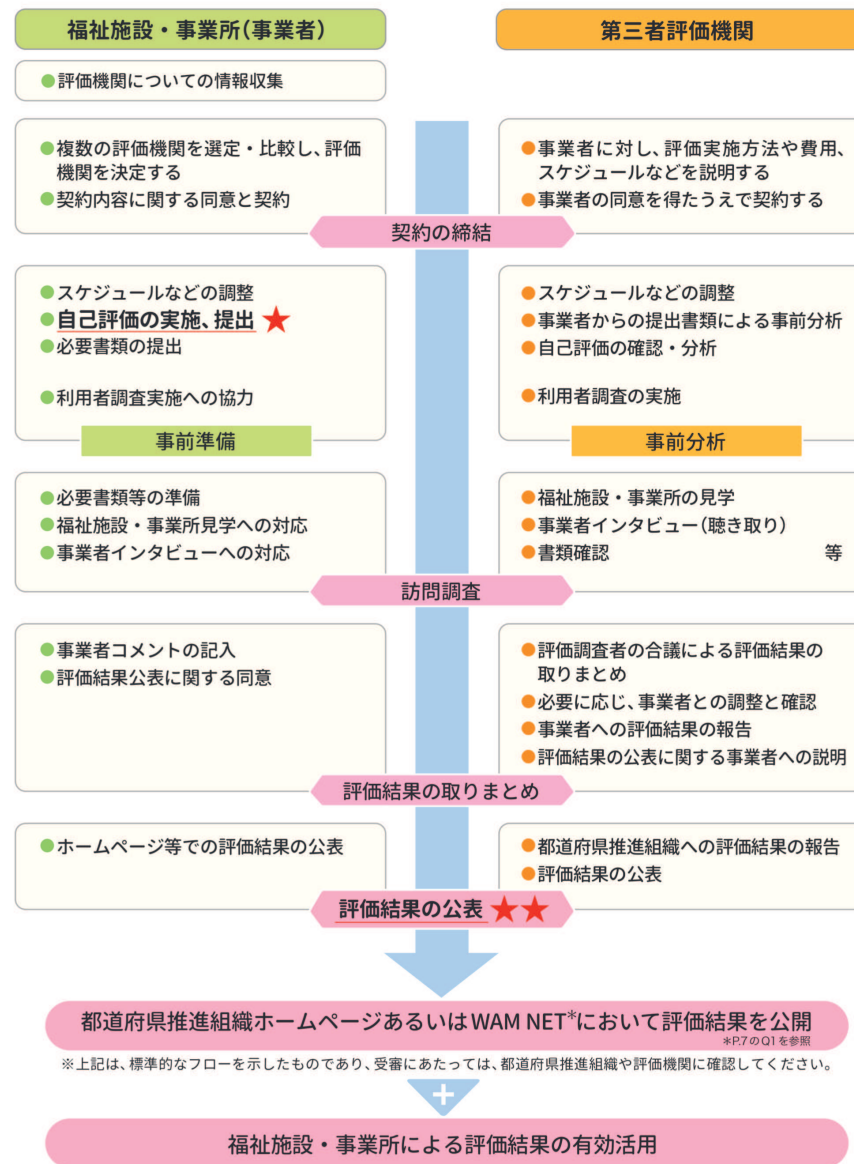 福祉施設・事業所(事業者)
第三者評価機関
●評価機関についての情報収集
●複数の評価機関を選定・比較し、評価
機関を決定する
●契約内容に関する同意と契約
●事業者に対し、評価実施方法や費用、
スケジュールなどを説明する
●事業者の同意を得たうえで契約する
契約の締結
●スケジュールなどの調整
●自己評価の実施、提出 ★
●必要書類の提出
●利用者調査実施への協力
事前準備
●スケジュールなどの調整
●事業者からの提出書類による事前分析
●自己評価の確認・分析
●利用者調査の実施
事前分析
●必要書類等の準備
●福祉施設・事業所見学への対応
●事業者インタビューへの対応
●福祉施設・事業所の見学
●事業者インタビュー(聴き取り)
●書類確認 等
訪問調査
●事業者コメントの記入
●評価結果公表に関する同意
●評価調査者の合議による評価結果の
取りまとめ
●必要に応じ、事業者との調整と確認
●事業者への評価結果の報告
●評価結果の公表に関する事業者への説明
評価結果の取りまとめ
●ホームページ等での評価結果の公表
●都道府県推進組織への評価結果の報告
●評価結果の公表
評価結果の公表 ★★
都道府県推進組織ホームページあるいはWAM NET*において評価結果を公開
*P.7のQ1を参照
※上記は、標準的なフローを示したものであり、受審にあたっては、都道府県推進組織や評価機関に確認してください。
+
福祉施設・事業所による評価結果の有効活用